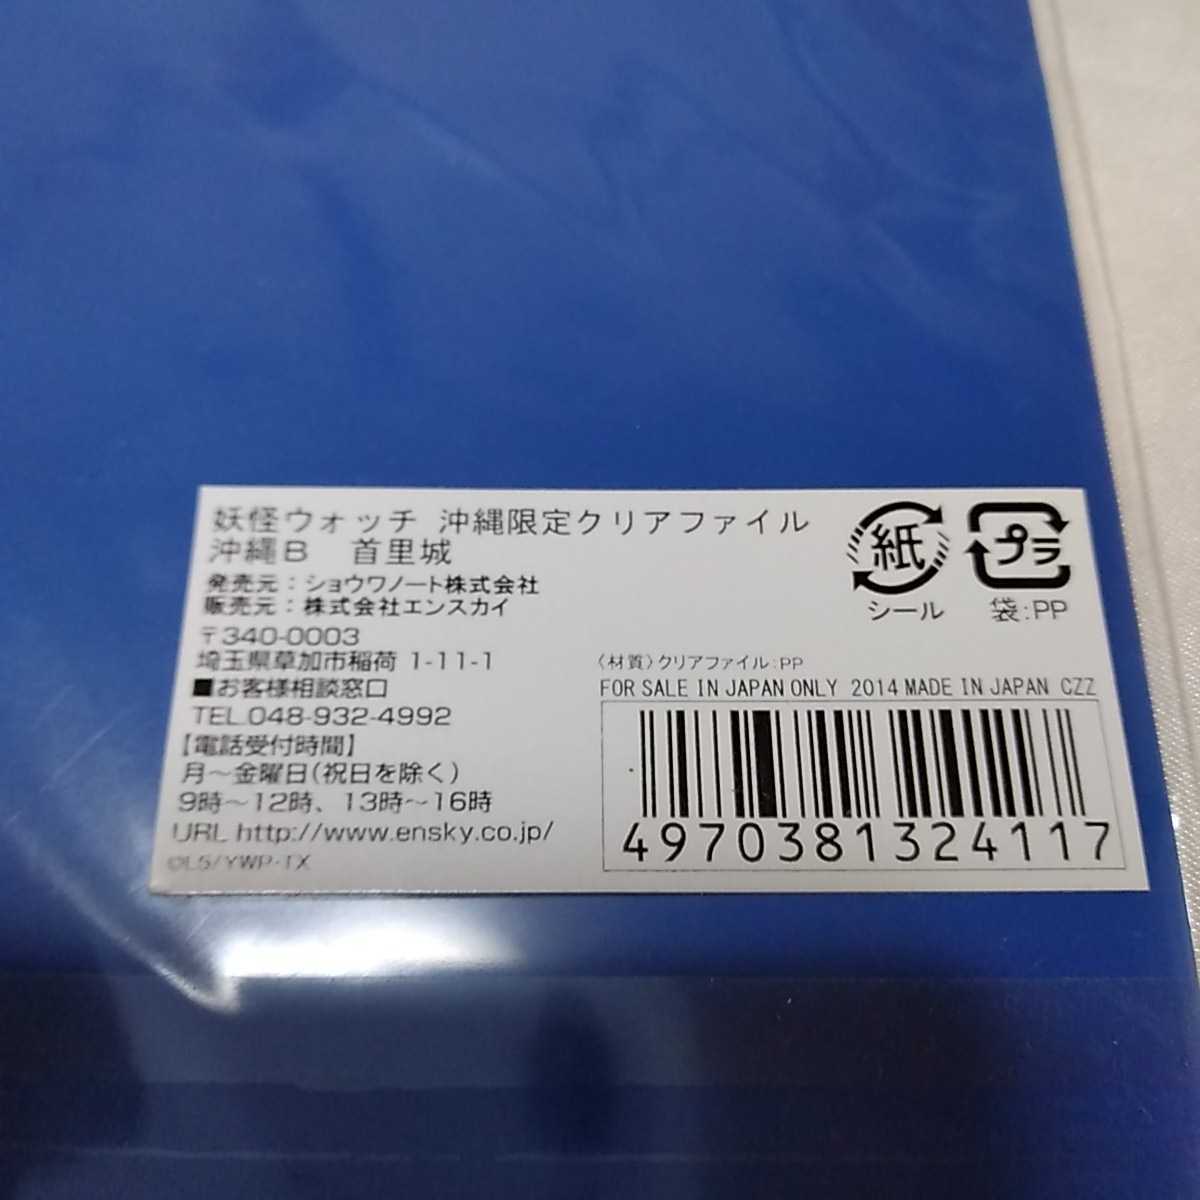 妖怪ウォッチ 沖縄限定クリアファイル
沖縄B 首里城
発売元：ショウワノート株式会社
販売元：株式会社エンスカイ
〒340-0003
埼玉県草加市稲荷 1-11-1
■お客様相談窓口
TEL.048-932-4992
【電話受付時間】
月～金曜日(祝日を除く)
9時～12時、13時～16時
URL http://www.ensky.co.jp/
©L5/YWP・TX
紙
シール
プラ
袋:PP
〈材質〉クリアファイル:PP
FOR SALE IN JAPAN ONLY 2014 MADE IN JAPAN CZZ
4970381324117